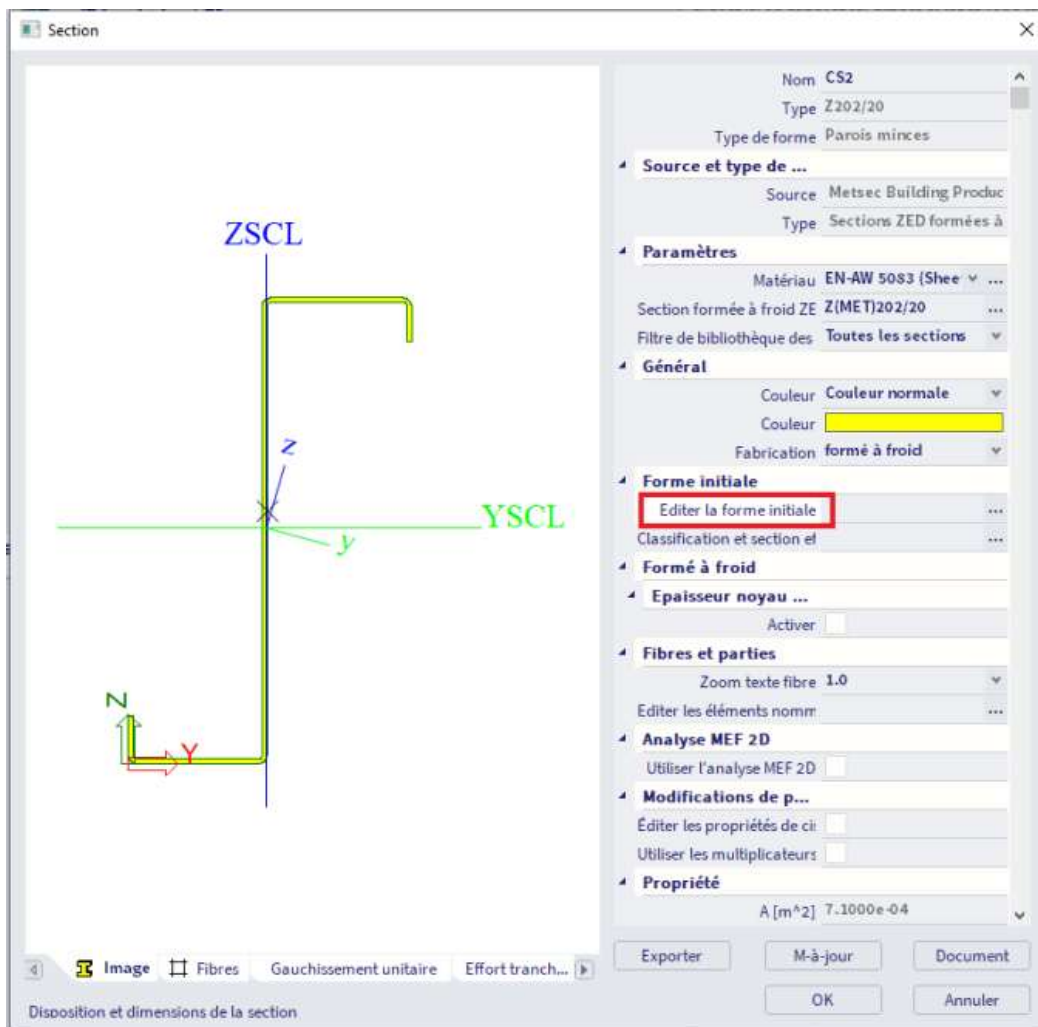 Section
ZSCL
z
YSCL
y
Z
Y
Nom CS2
Type Z202/20
Type de forme Parois minces
Source et type de ...
Source Metsec Building Produc
Type Sections ZED formées à
Paramètres
Matériau EN-AW 5083 (Shee ...
Section formée à froid ZE Z(MET)202/20 ...
Filtre de bibliothèque des Toutes les sections
Général
Couleur Couleur normale
Couleur
Fabrication formé à froid
Forme initiale
Editer la forme initiale ...
Classification et section ef ...
Formé à froid
Epaisseur noyau ...
Activer
Fibres et parties
Zoom texte fibre 1.0
Editer les éléments nomm ...
Analyse MEF 2D
Utiliser l'analyse MEF 2D
Modifications de p...
Éditer les propriétés de cis
Utiliser les multiplicateurs
Propriété
A [m^2] 7.1000e-04
Image Fibres Gauchissement unitaire Effort tranch...
Exporter M-à-jour Document
Disposition et dimensions de la section
OK Annuler